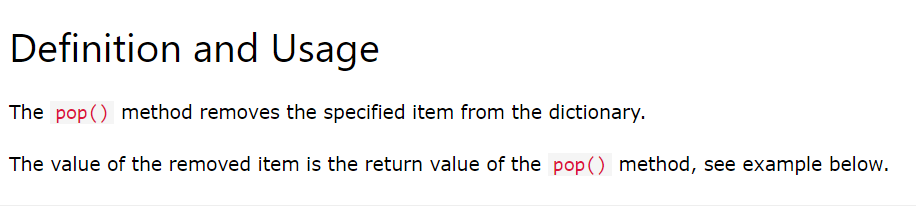 Definition and Usage
The pop() method removes the specified item from the dictionary.
The value of the removed item is the return value of the pop() method, see example below.